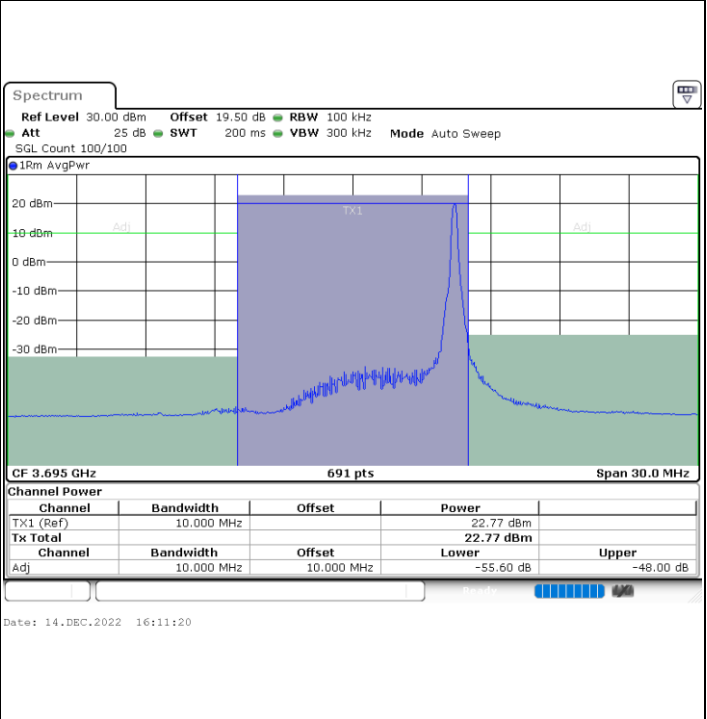 Spectrum
Ref Level 30.00 dBm Offset 19.50 dB RBW 100 kHz
Att 25 dB SWT 200 ms VBW 300 kHz Mode Auto Sweep
SGL Count 100/100
1Rm AvgPwr
20 dBm
TX1
Adj
Adj
10 dBm
0 dBm
-10 dBm
-20 dBm
-30 dBm
CF 3.695 GHz 691 pts Span 30.0 MHz
Channel Power
Channel Bandwidth Offset Power
TX1 (Ref) 10.000 MHz 22.77 dBm
Tx Total 22.77 dBm
Channel Bandwidth Offset Lower Upper
Adj 10.000 MHz 10.000 MHz -55.60 dB -48.00 dB
Ready
Date: 14.DEC.2022 16:11:20